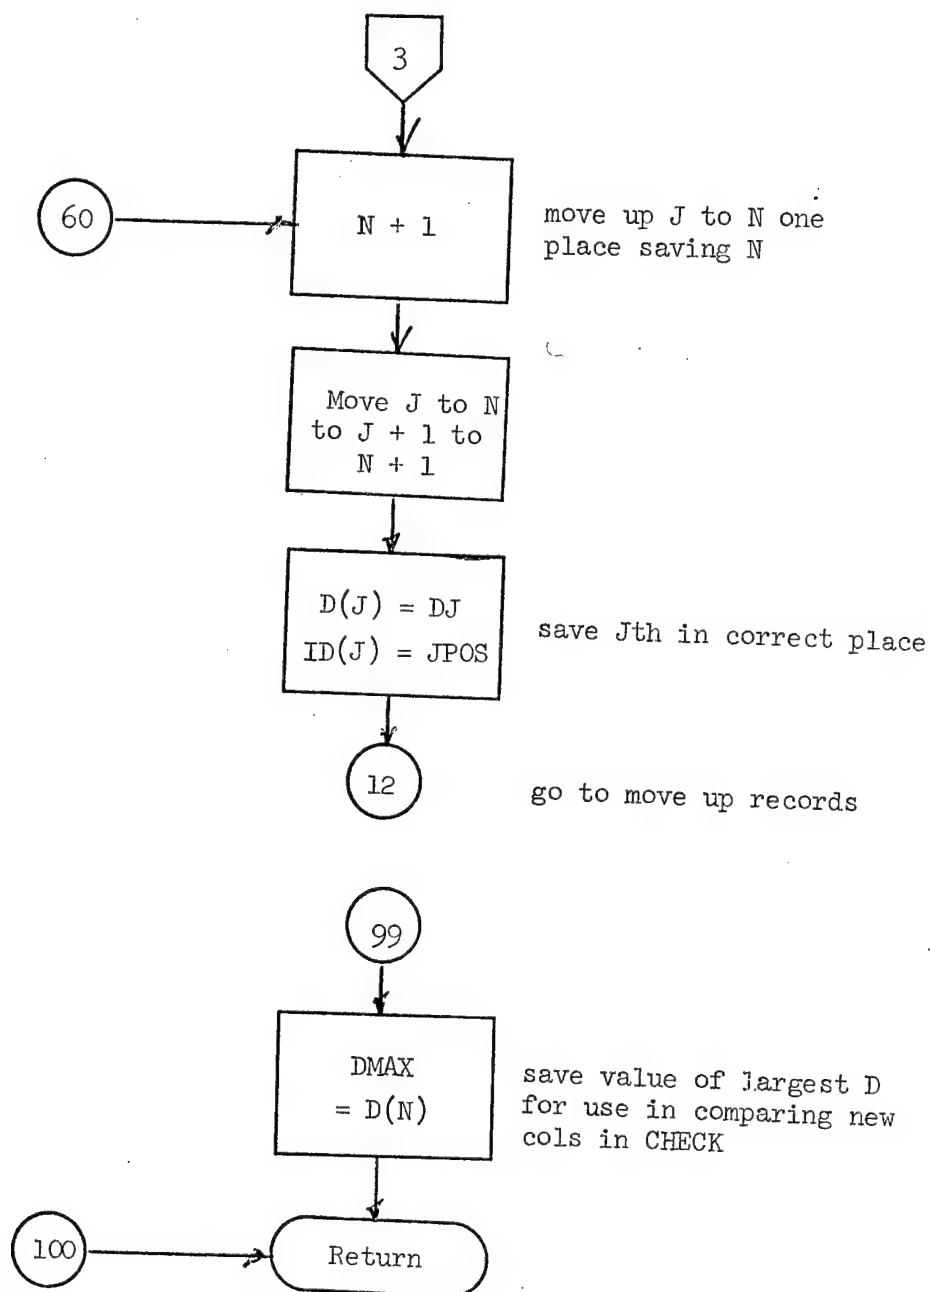 3
60
N + 1
move up J to N one
place saving N
Move J to N
to J + 1 to
N + 1
D(J) = DJ
ID(J) = JPOS
save Jth in correct place
12
go to move up records
99
DMAX
= D(N)
save value of largest D
for use in comparing new
cols in CHECK
100
Return